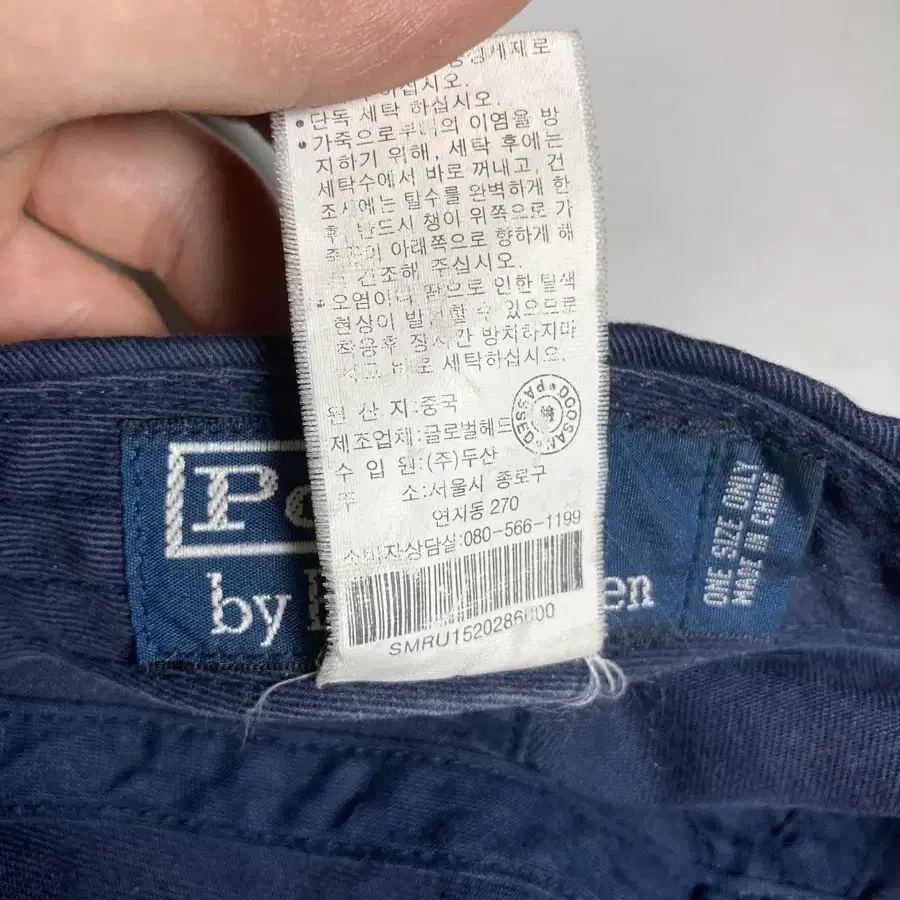 중성세제로
하십시오.
• 단독 세탁 하십시오.
• 가죽으로부터의 이염을 방
지하기 위해, 세탁 후에는
세탁수에서 바로 꺼내고, 건
조시에는 탈수를 완벽하게 한
후 반드시 챙이 위쪽으로 가
아래쪽으로 향하게 해
건조해 주십시오.
• 오염이나 땀으로 인한 탈색
현상이 발생할 수 있으므로
착용후 장시간 방치하지마
시고 바로 세탁하십시오.
원 산 지:중국
제조업체:글로벌헤드
수 입 원:(주)두산
주 소:서울시 종로구
연지동 270
소비자상담실:080-566-1199
SMRU1520286000
DOOSAN PASSED
by
ONE SIZE ONLY
MADE IN CHINA